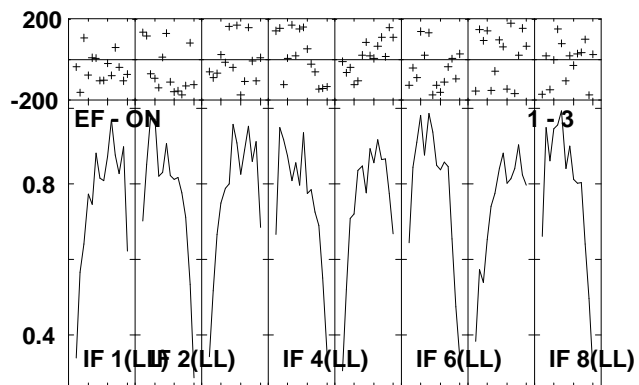 200
-200
EF - ON 1 - 3
0.8
0.4
IF 1(LL) IF 2(LL) IF 4(LL) IF 6(LL) IF 8(LL)